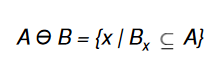 A Ө B = {x | Bₓ ⊆ A}